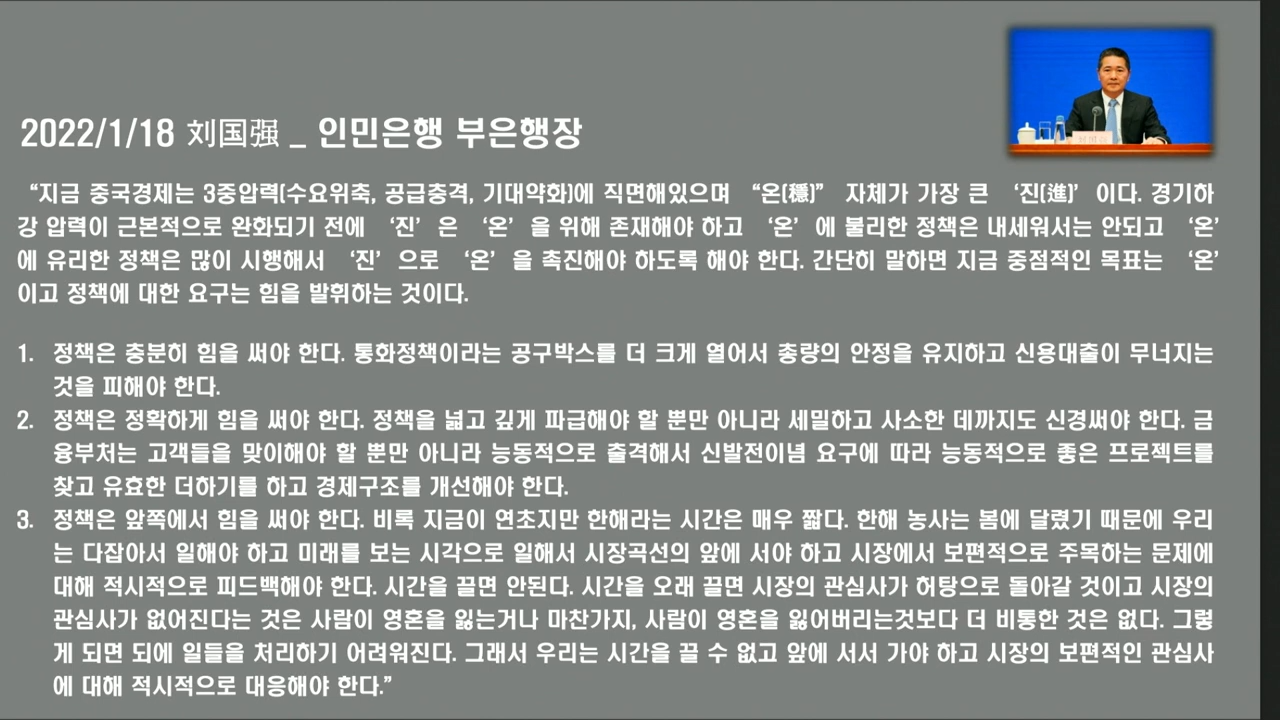 2022/1/18 刘国强 _ 인민은행 부은행장
“지금 중국경제는 3중압력(수요위축, 공급충격, 기대약화)에 직면해있으며 “온(穩)” 자체가 가장 큰 ‘진(進)’ 이다. 경기하
강 압력이 근본적으로 완화되기 전에 ‘진’ 은 ‘온’ 을 위해 존재해야 하고 ‘온’ 에 불리한 정책은 내세워서는 안되고 ‘온’
에 유리한 정책은 많이 시행해서 ‘진’ 으로 ‘온’ 을 촉진해야 하도록 해야 한다. 간단히 말하면 지금 중점적인 목표는 ‘온’
이고 정책에 대한 요구는 힘을 발휘하는 것이다.
1. 정책은 충분히 힘을 써야 한다. 통화정책이라는 공구박스를 더 크게 열어서 총량의 안정을 유지하고 신용대출이 무너지는
것을 피해야 한다.
2. 정책은 정확하게 힘을 써야 한다. 정책을 넓고 깊게 파급해야 할 뿐만 아니라 세밀하고 사소한 데까지도 신경써야 한다. 금
융부처는 고객들을 맞이해야 할 뿐만 아니라 능동적으로 출격해서 신발전이념 요구에 따라 능동적으로 좋은 프로젝트를
찾고 유효한 더하기를 하고 경제구조를 개선해야 한다.
3. 정책은 앞쪽에서 힘을 써야 한다. 비록 지금이 연초지만 한해라는 시간은 매우 짧다. 한해 농사는 봄에 달렸기 때문에 우리
는 다잡아서 일해야 하고 미래를 보는 시각으로 일해서 시장곡선의 앞에 서야 하고 시장에서 보편적으로 주목하는 문제에
대해 적시적으로 피드백해야 한다. 시간을 끌면 안된다. 시간을 오래 끌면 시장의 관심사가 허탕으로 돌아갈 것이고 시장의
관심사가 없어진다는 것은 사람이 영혼을 잃는거나 마찬가지, 사람이 영혼을 잃어버리는것보다 더 비통한 것은 없다. 그렇
게 되면 되에 일들을 처리하기 어려워진다. 그래서 우리는 시간을 끌 수 없고 앞에 서서 가야 하고 시장의 보편적인 관심사
에 대해 적시적으로 대응해야 한다.”